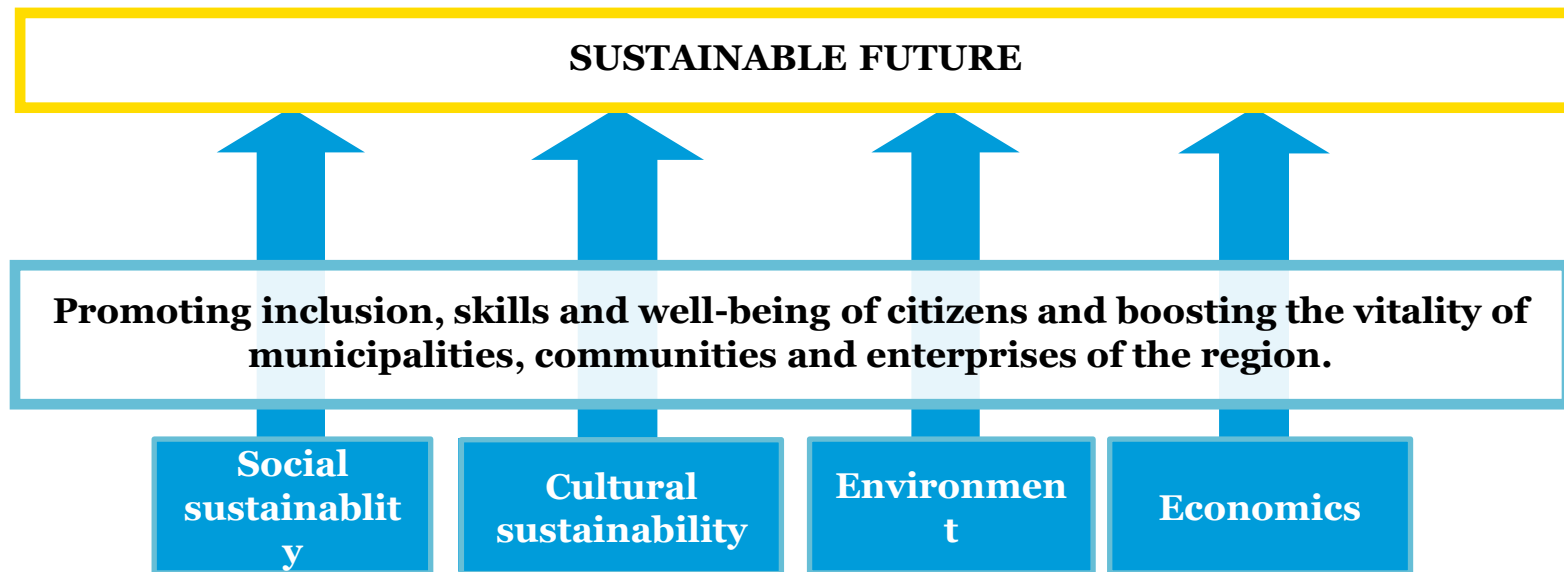 SUSTAINABLE FUTURE
Promoting inclusion, skills and well-being of citizens and boosting the vitality of
municipalities, communities and enterprises of the region.
Social
sustainablit
y
Cultural
sustainability
Environmen
t
Economics